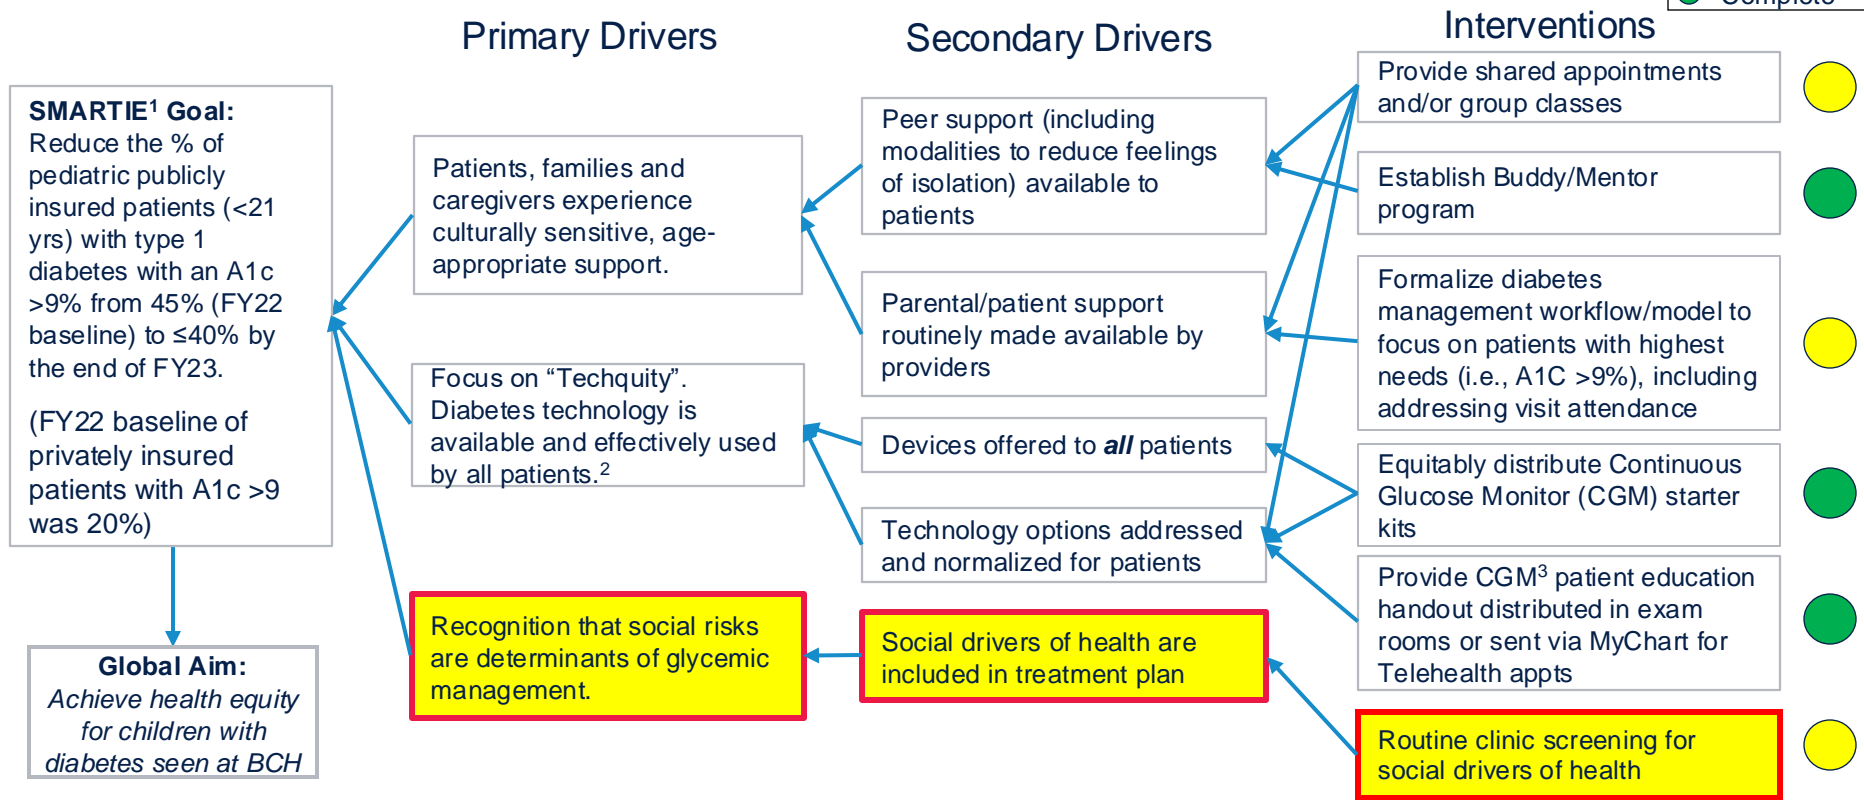 Complete
Primary Drivers
Secondary Drivers
Interventions
SMARTIE¹ Goal:
Reduce the % of
pediatric publicly
insured patients (<21
yrs) with type 1
diabetes with an A1c
>9% from 45% (FY22
baseline) to ≤40% by
the end of FY23.
(FY22 baseline of
privately insured
patients with A1c >9
was 20%)
Global Aim:
Achieve health equity
for children with
diabetes seen at BCH
Patients, families and
caregivers experience
culturally sensitive, age-
appropriate support.
Focus on “Techquity”.
Diabetes technology is
available and effectively used
by all patients.²
Recognition that social risks
are determinants of glycemic
management.
Peer support (including
modalities to reduce feelings
of isolation) available to
patients
Parental/patient support
routinely made available by
providers
Devices offered to all patients
Technology options addressed
and normalized for patients
Social drivers of health are
included in treatment plan
Provide shared appointments
and/or group classes
Establish Buddy/Mentor
program
Formalize diabetes
management workflow/model to
focus on patients with highest
needs (i.e., A1C >9%), including
addressing visit attendance
Equitably distribute Continuous
Glucose Monitor (CGM) starter
kits
Provide CGM³ patient education
handout distributed in exam
rooms or sent via MyChart for
Telehealth appts
Routine clinic screening for
social drivers of health